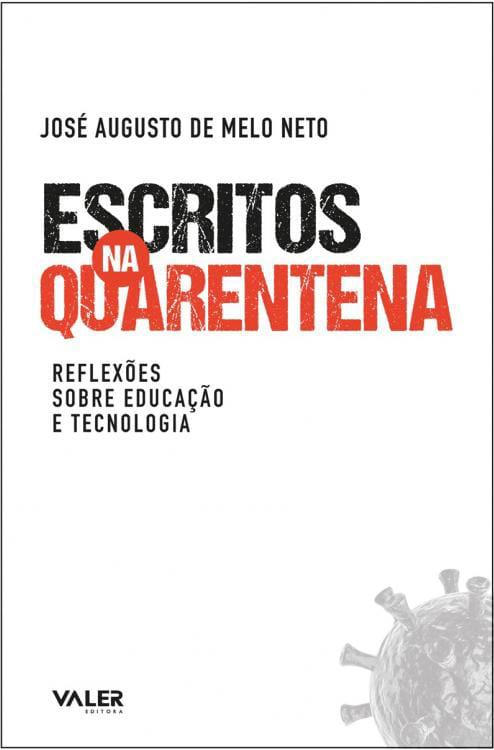 JOSÉ AUGUSTO DE MELO NETO
ESCRITOS
NA
QUARENTENA
REFLEXÕES
SOBRE EDUCAÇÃO
E TECNOLOGIA
VALER
EDITORA